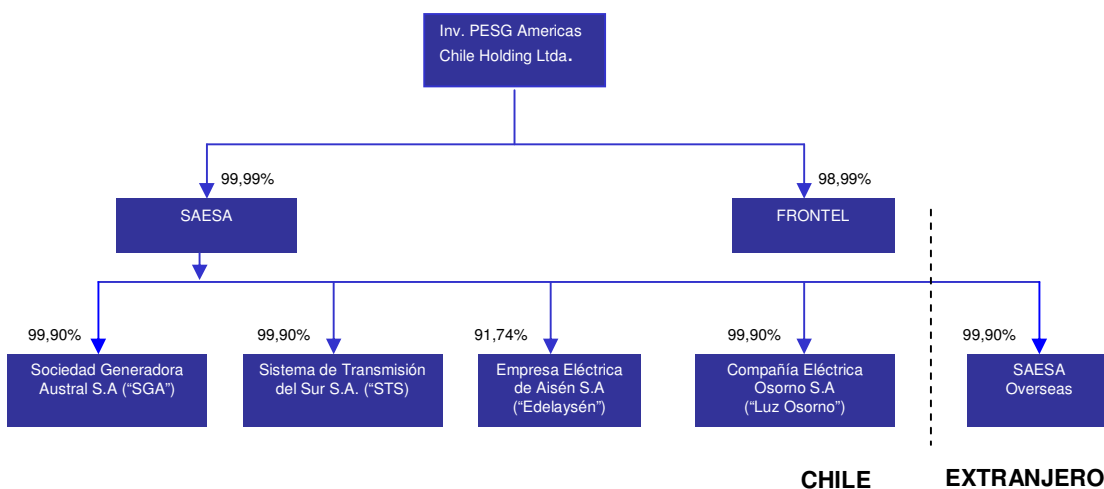 Inv. PESG Americas
Chile Holding Ltda.
99,99%
98,99%
SAESA
FRONTEL
99,90%
99,90%
91,74%
99,90%
99,90%
Sociedad Generadora
Austral S.A (“SGA”)
Sistema de Transmisión
del Sur S.A. (“STS)
Empresa Eléctrica
de Aisén S.A
(“Edelaysén”)
Compañía Eléctrica
Osorno S.A
(“Luz Osorno”)
SAESA
Overseas
CHILE
EXTRANJERO